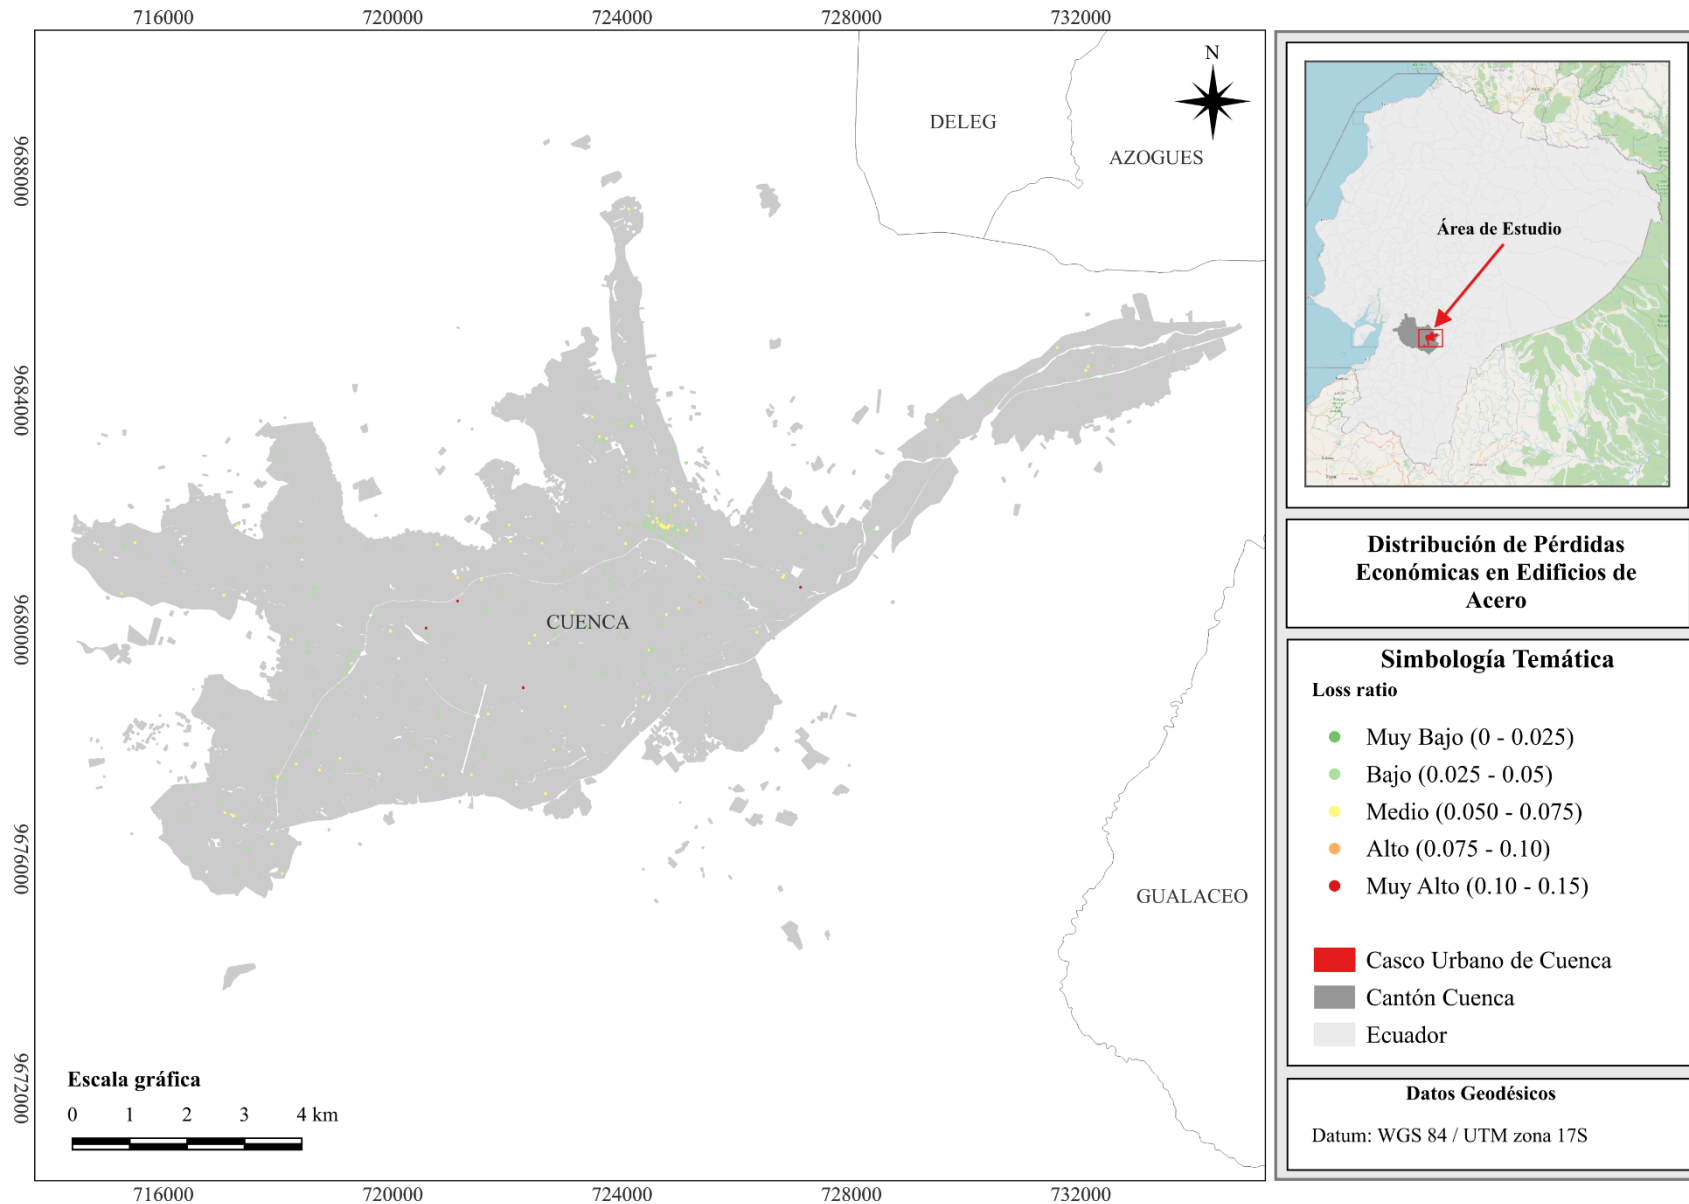 716000
720000
724000
728000
732000
9688000
9684000
9680000
9676000
9672000
N
DELEG
AZOGUES
CUENCA
GUALACEO
Escala gráfica
0 1 2 3 4 km
716000
720000
724000
728000
732000
Área de Estudio
Distribución de Pérdidas
Económicas en Edificios de
Acero
Simbología Temática
Loss ratio
Muy Bajo (0 - 0.025)
Bajo (0.025 - 0.05)
Medio (0.050 - 0.075)
Alto (0.075 - 0.10)
Muy Alto (0.10 - 0.15)
Casco Urbano de Cuenca
Cantón Cuenca
Ecuador
Datos Geodésicos
Datum: WGS 84 / UTM zona 17S